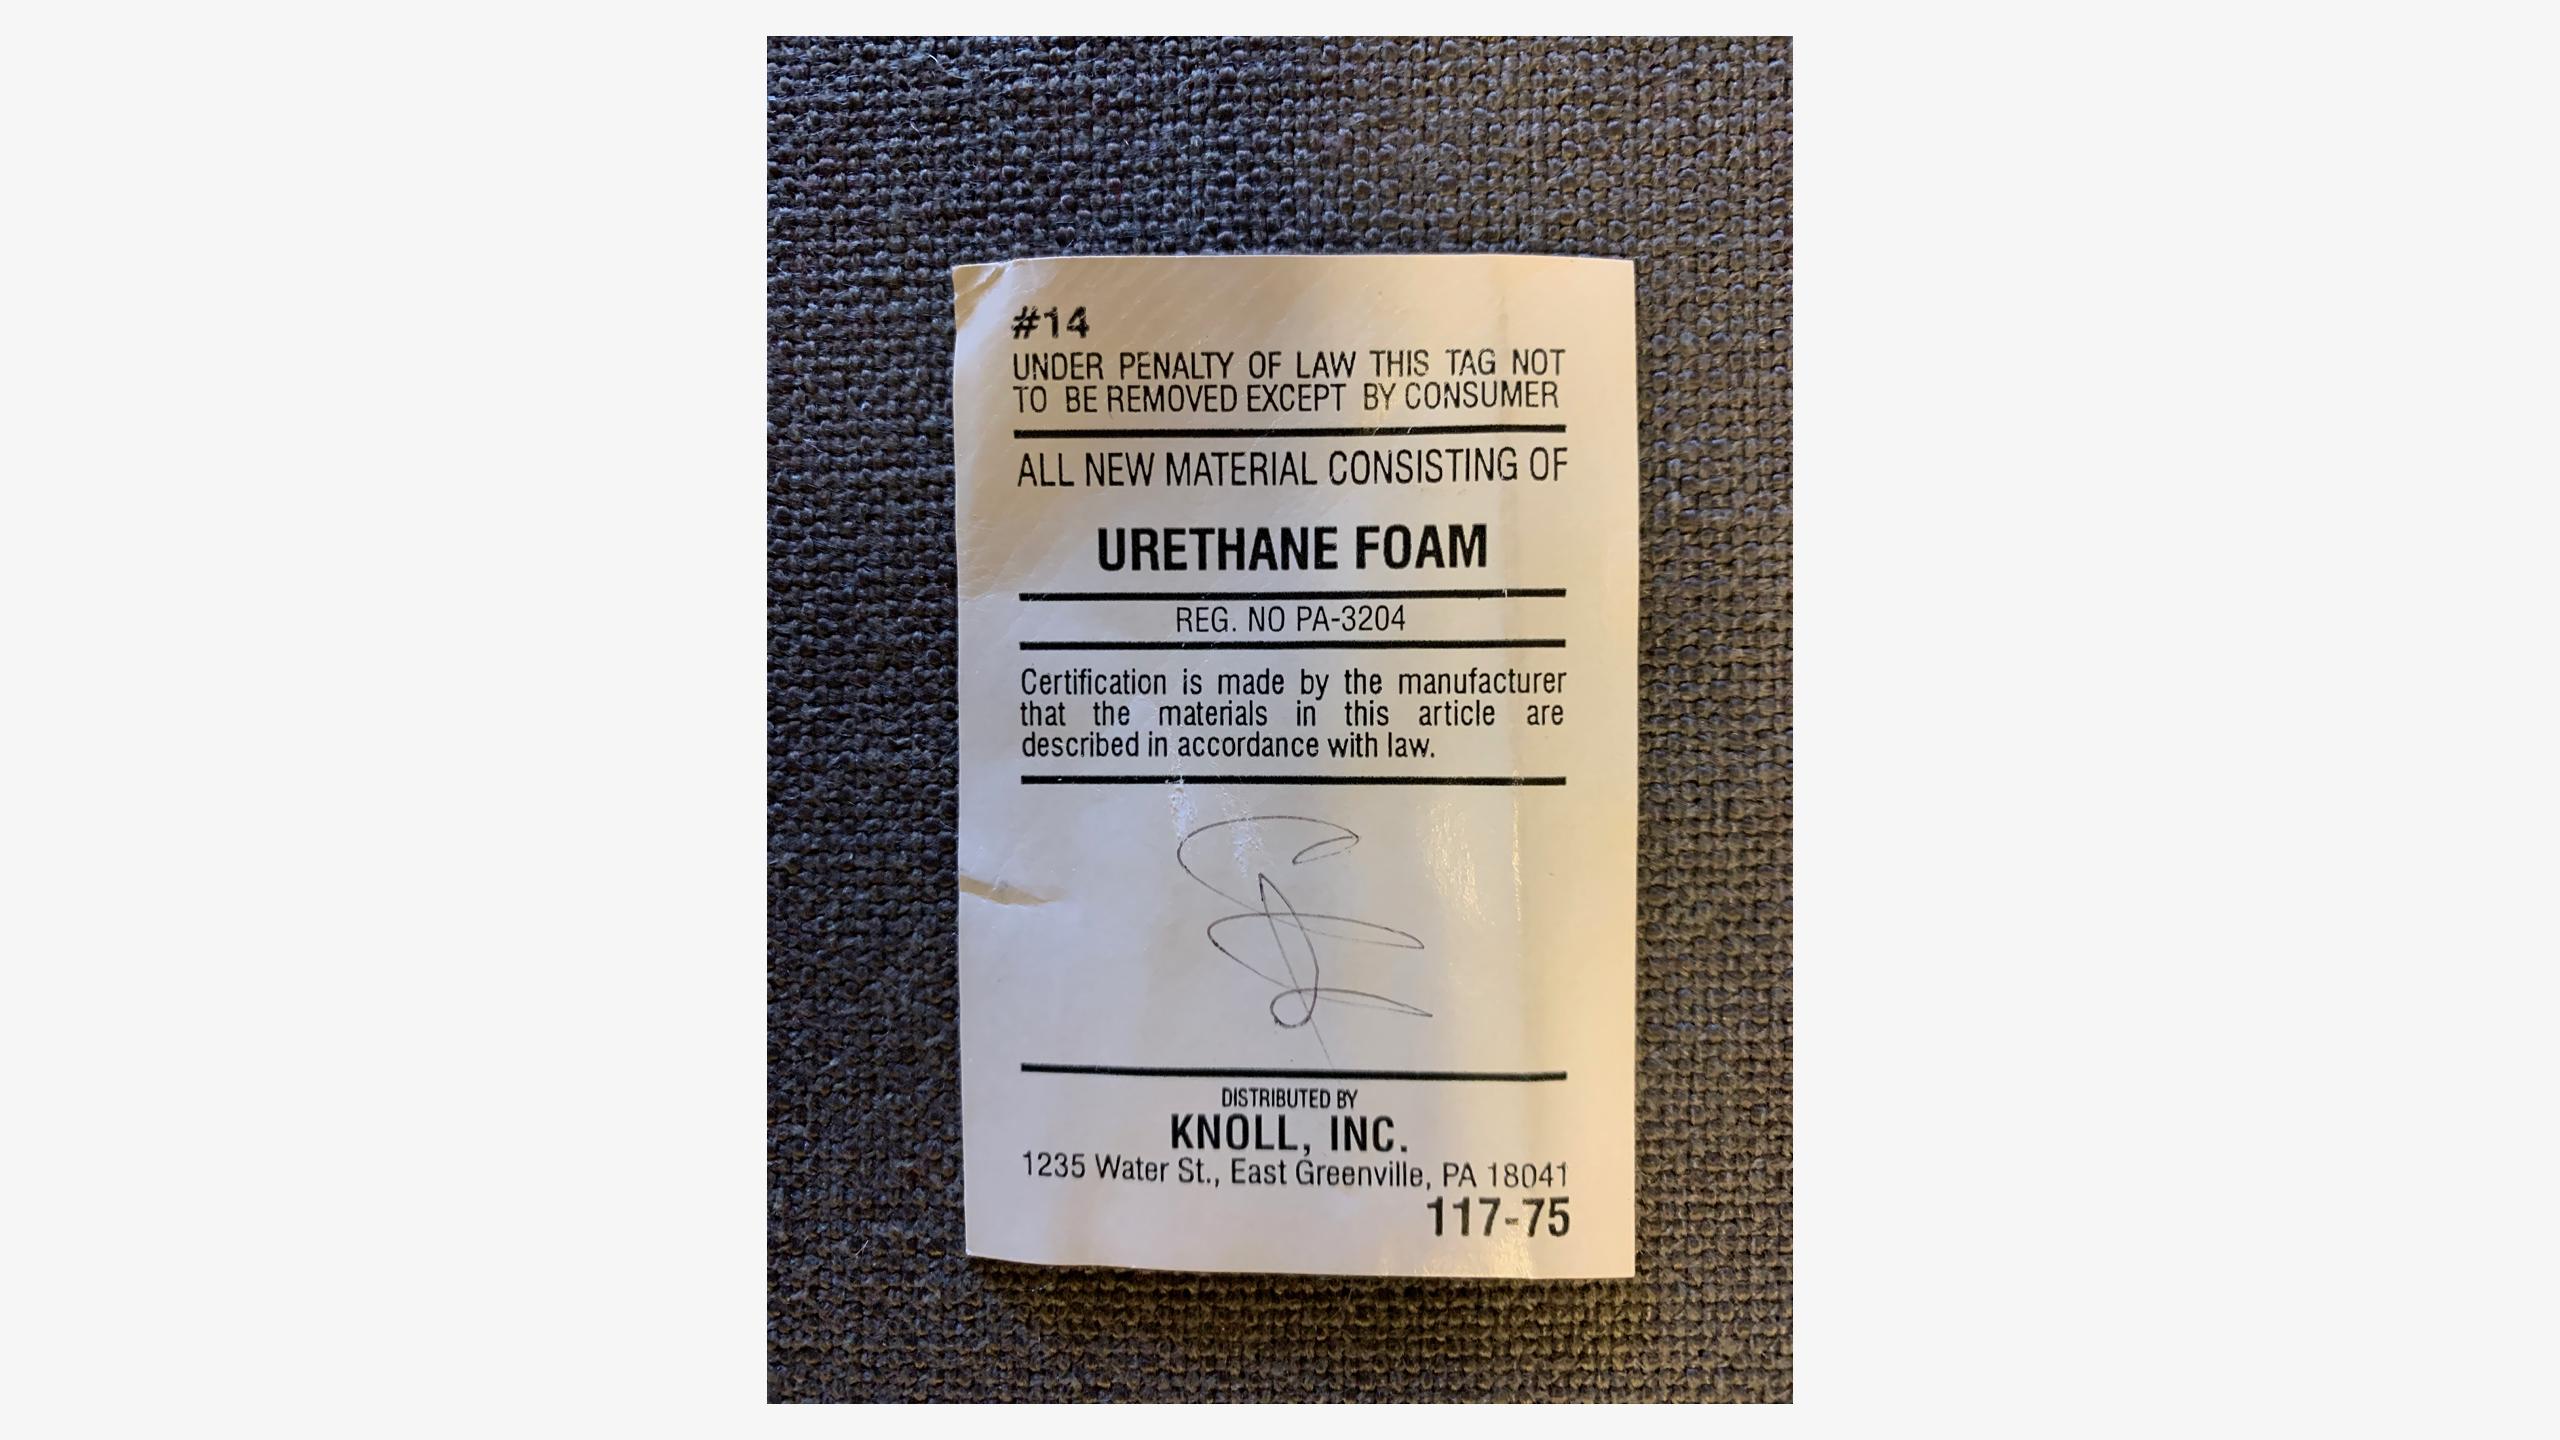 #14
UNDER PENALTY OF LAW THIS TAG NOT
TO BE REMOVED EXCEPT BY CONSUMER
ALL NEW MATERIAL CONSISTING OF
URETHANE FOAM
REG. NO PA-3204
Certification is made by the manufacturer
that the materials in this article are
described in accordance with law.
DISTRIBUTED BY
KNOLL, INC.
1235 Water St., East Greenville, PA 18041
117-75